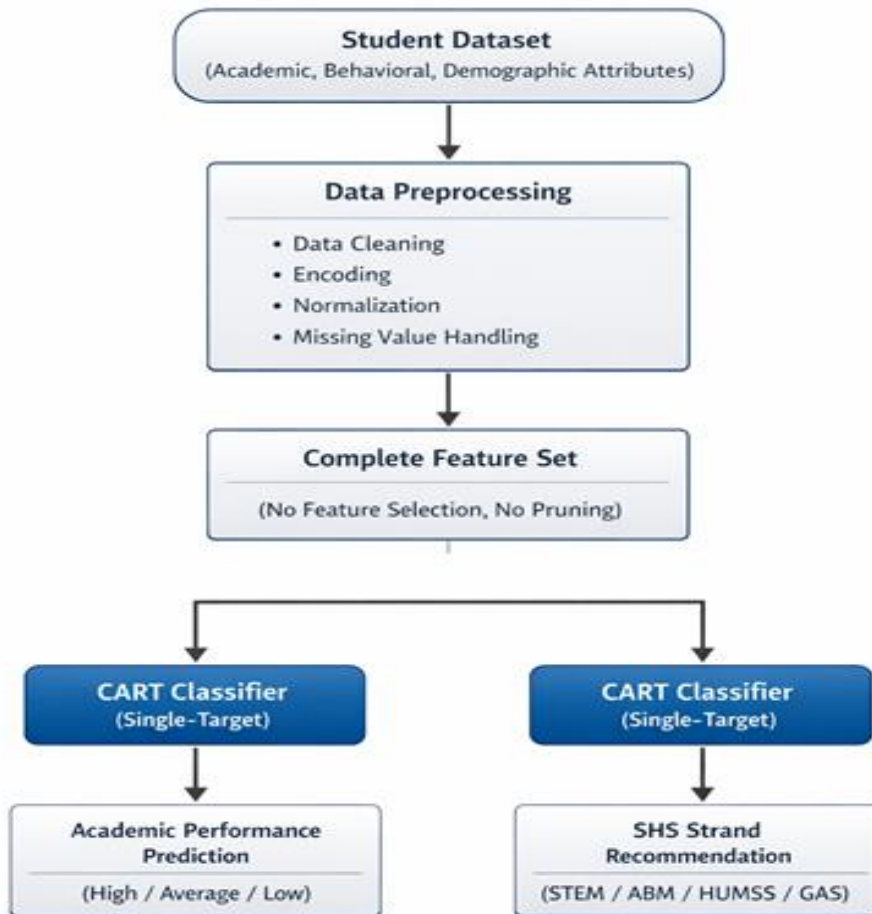 Student Dataset
(Academic, Behavioral, Demographic Attributes)
Data Preprocessing
• Data Cleaning
• Encoding
• Normalization
• Missing Value Handling
Complete Feature Set
(No Feature Selection, No Pruning)
CART Classifier
(Single-Target)
CART Classifier
(Single-Target)
Academic Performance
Prediction
(High / Average / Low)
SHS Strand
Recommendation
(STEM / ABM / HUMSS / GAS)